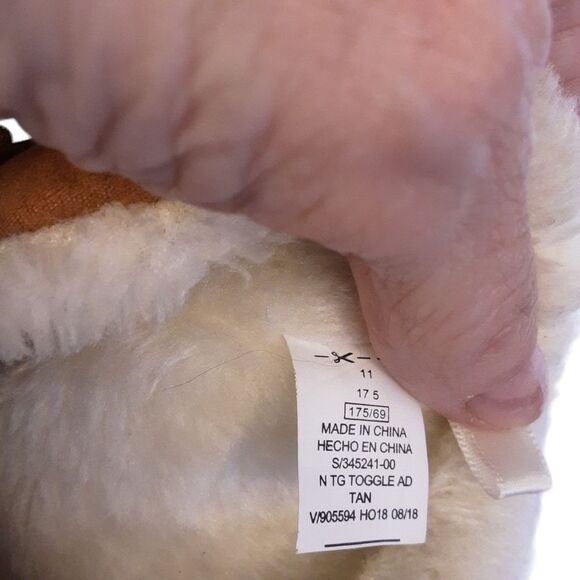 11
17 5
175/69
MADE IN CHINA
HECHO EN CHINA
S/345241-00
N TG TOGGLE AD
TAN
V/905594 HO18 08/18